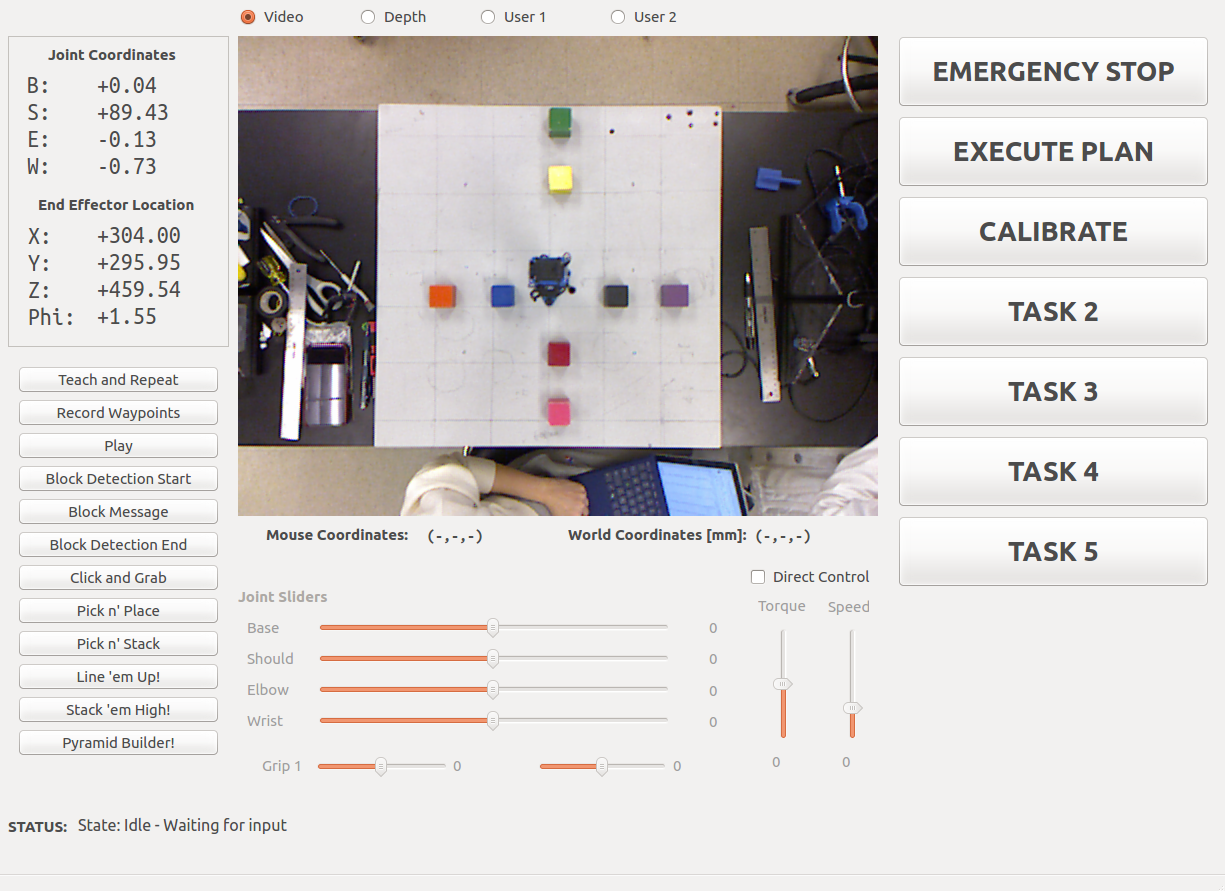 Video Depth User 1 User 2
Joint Coordinates
B: +0.04
S: +89.43
E: -0.13
W: -0.73
End Effector Location
X: +304.00
Y: +295.95
Z: +459.54
Phi: +1.55
Teach and Repeat
Record Waypoints
Play
Block Detection Start
Block Message
Block Detection End
Click and Grab
Pick n' Place
Pick n' Stack
Line 'em Up!
Stack 'em High!
Pyramid Builder!
Mouse Coordinates: (-,-,-) World Coordinates [mm]: (-,-,-)
Direct Control
Joint Sliders
Torque Speed
Base 0
Should 0
Elbow 0
Wrist 0
Grip 1 0 0
0 0
EMERGENCY STOP
EXECUTE PLAN
CALIBRATE
TASK 2
TASK 3
TASK 4
TASK 5
STATUS: State: Idle - Waiting for input